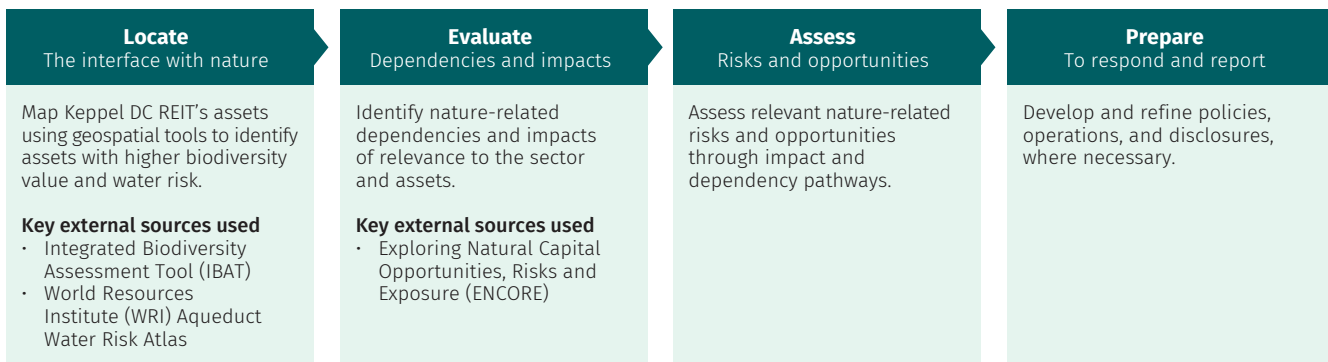 Locate
The interface with nature
Map Keppel DC REIT’s assets
using geospatial tools to identify
assets with higher biodiversity
value and water risk.
Key external sources used
• Integrated Biodiversity
Assessment Tool (IBAT)
• World Resources
Institute (WRI) Aqueduct
Water Risk Atlas
Evaluate
Dependencies and impacts
Identify nature-related
dependencies and impacts
of relevance to the sector
and assets.
Key external sources used
• Exploring Natural Capital
Opportunities, Risks and
Exposure (ENCORE)
Assess
Risks and opportunities
Assess relevant nature-related
risks and opportunities
through impact and
dependency pathways.
Prepare
To respond and report
Develop and refine policies,
operations, and disclosures,
where necessary.